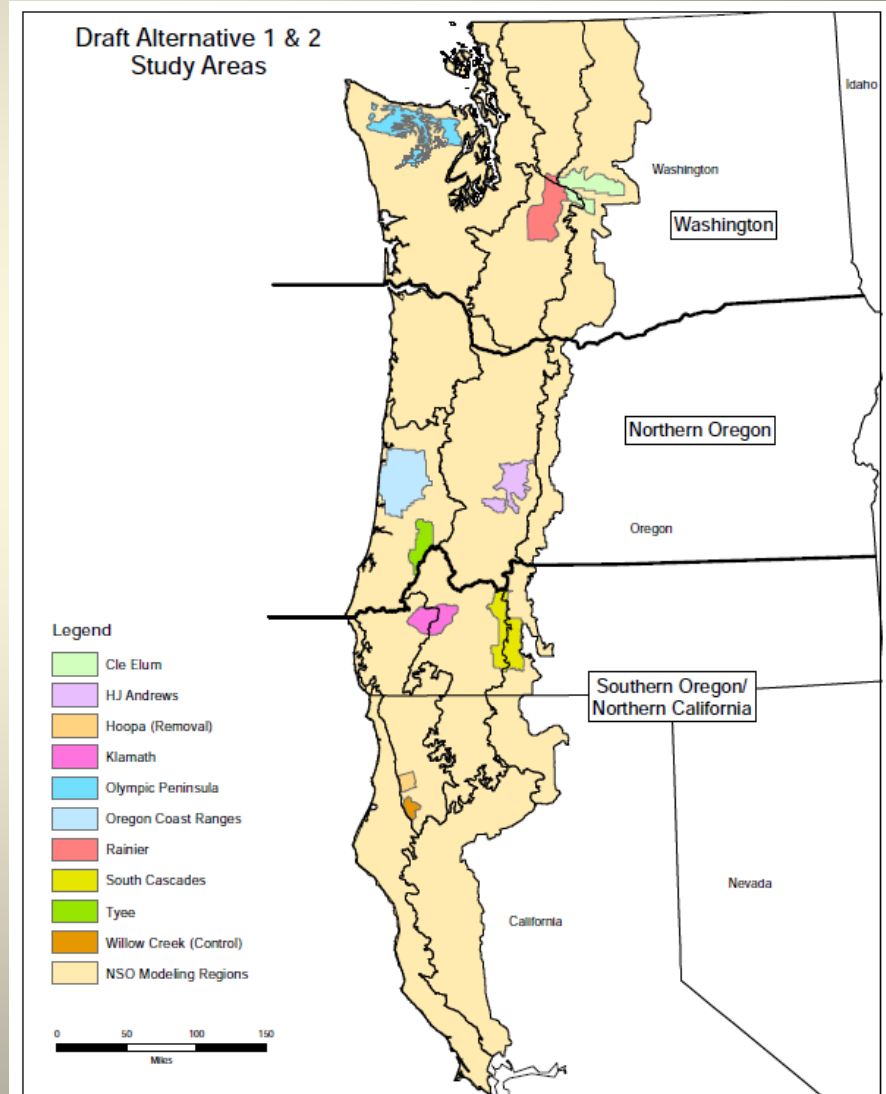 Draft Alternative 1 & 2
Study Areas
Idaho
Washington
Washington
Northern Oregon
Oregon
Southern Oregon/
Northern California
Nevada
California
Legend
Cle Elum
HJ Andrews
Hoopa (Removal)
Klamath
Olympic Peninsula
Oregon Coast Ranges
Rainier
South Cascades
Tyee
Willow Creek (Control)
NSO Modeling Regions
0 50 100 150
Miles